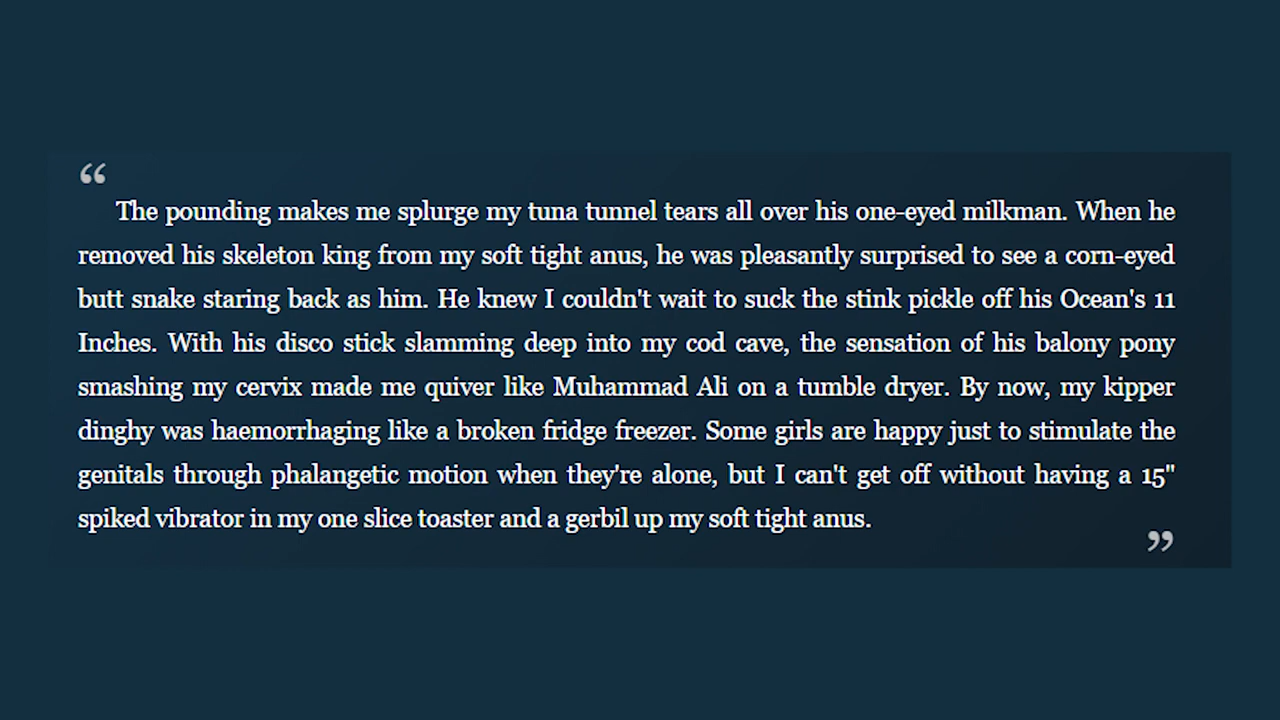 “
The pounding makes me splurge my tuna tunnel tears all over his one-eyed milkman. When he
removed his skeleton king from my soft tight anus, he was pleasantly surprised to see a corn-eyed
butt snake staring back as him. He knew I couldn't wait to suck the stink pickle off his Ocean's 11
Inches. With his disco stick slamming deep into my cod cave, the sensation of his balony pony
smashing my cervix made me quiver like Muhammad Ali on a tumble dryer. By now, my kipper
dinghy was haemorrhaging like a broken fridge freezer. Some girls are happy just to stimulate the
genitals through phalangetic motion when they're alone, but I can't get off without having a 15"
spiked vibrator in my one slice toaster and a gerbil up my soft tight anus.
”